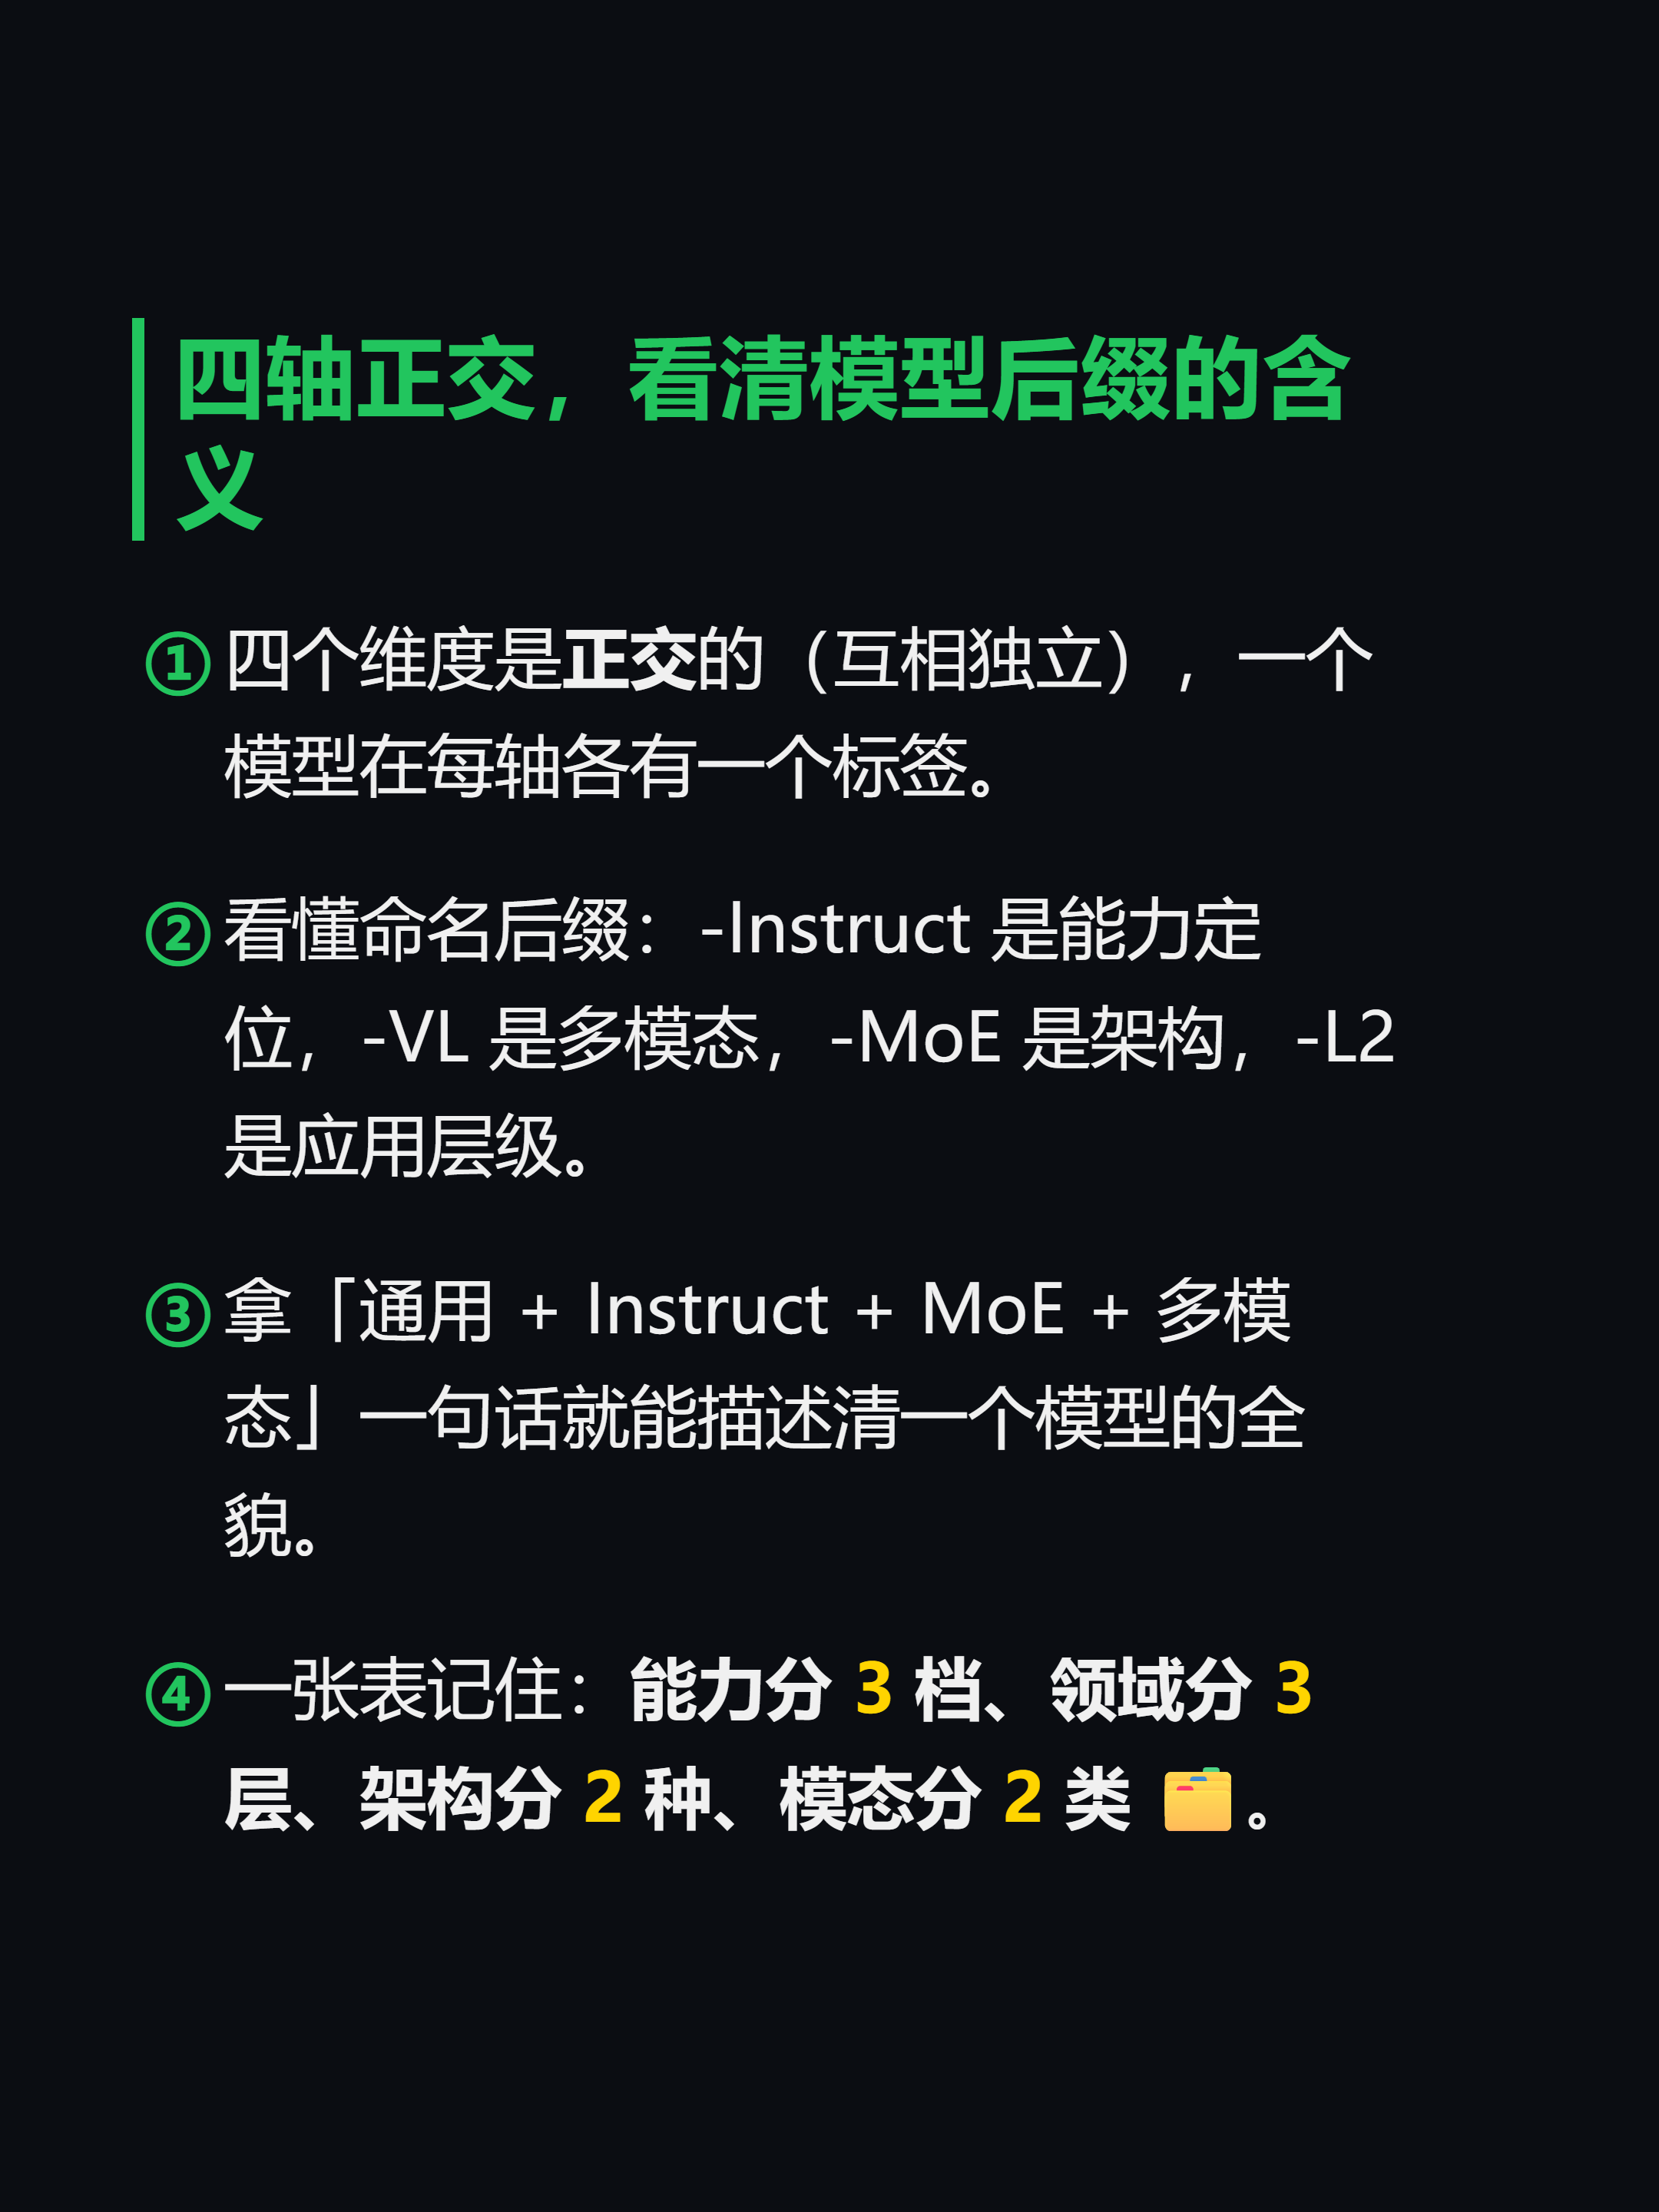 四轴正交，看清模型后缀的含
义
① 四个维度是正交的（互相独立），一个
模型在每轴各有一个标签。
② 看懂命名后缀：-Instruct 是能力定
位，-VL 是多模态，-MoE 是架构，-L2
是应用层级。
③ 拿「通用 + Instruct + MoE + 多模
态」一句话就能描述清一个模型的全
貌。
④ 一张表记住：能力分 3 档、领域分 3
层、架构分 2 种、模态分 2 类 🗂️。